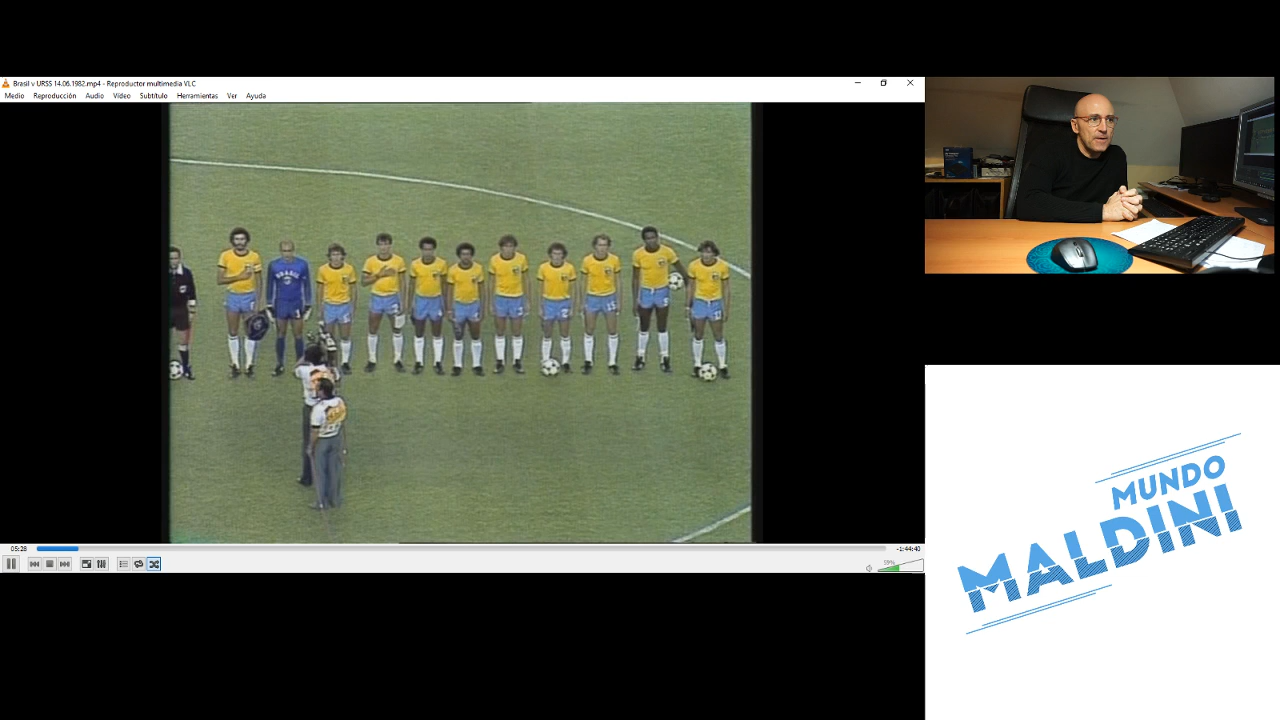 Brasil v URSS 14.06.1982.mp4 - Reproductor multimedia VLC
Medio Reproducción Audio Vídeo Subtítulo Herramientas Ver Ayuda
BRASIL
05:28
-1:44:40
39%
MUNDO
MALDINI